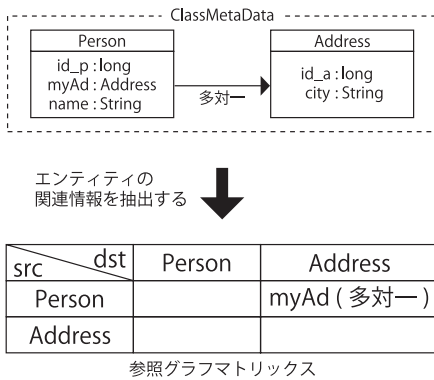 ClassMetaData
Person
id_p : long
myAd : Address
name : String
多対一
Address
id_a : long
city : String
エンティティの
関連情報を抽出する
src dst Person Address
Person myAd ( 多対一 )
Address
参照グラフマトリックス